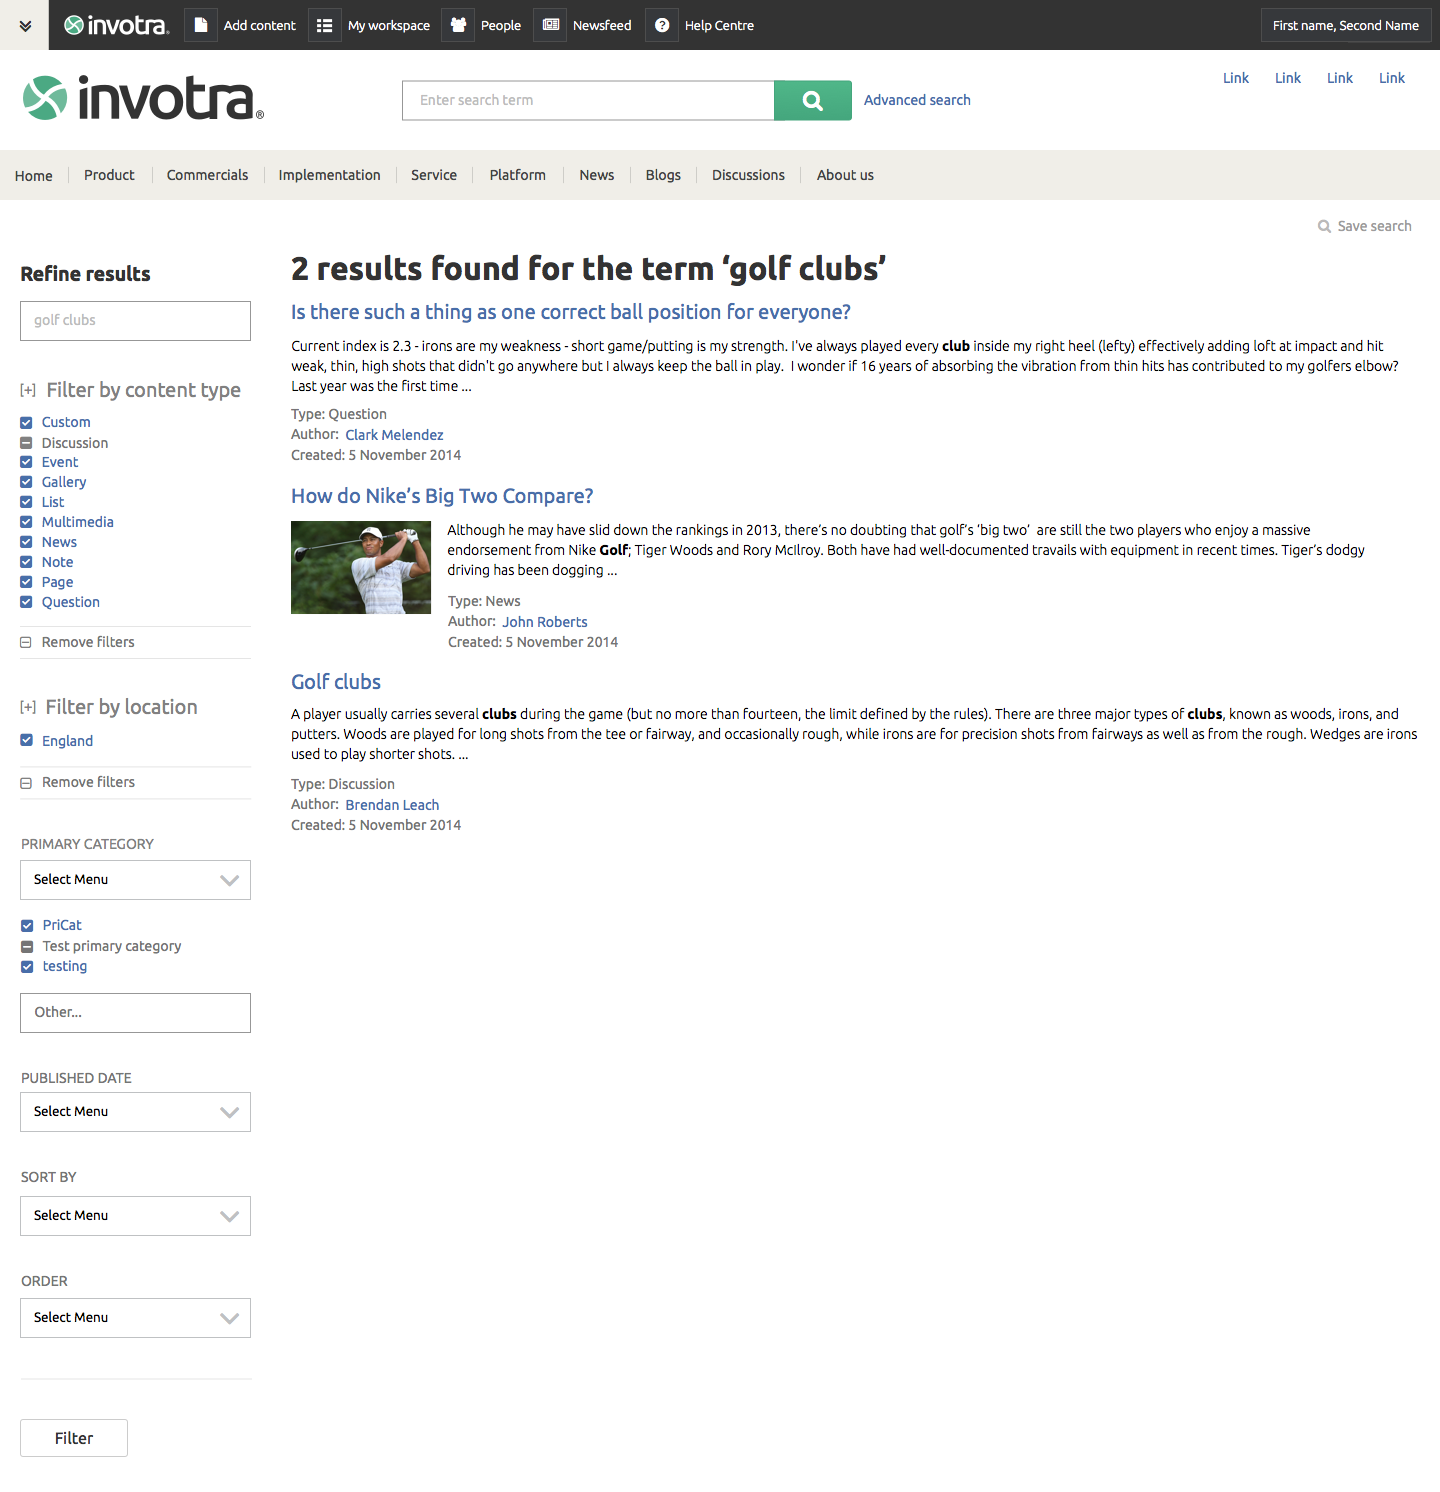 invotra® Add content My workspace People Newsfeed Help Centre First name, Second Name
invotra®
Enter search term
Advanced search
Link Link Link Link
Home Product Commercials Implementation Service Platform News Blogs Discussions About us
Save search
Refine results
golf clubs
[+] Filter by content type
Custom
Discussion
Event
Gallery
List
Multimedia
News
Note
Page
Question
Remove filters
[+] Filter by location
England
Remove filters
PRIMARY CATEGORY
Select Menu
PriCat
Test primary category
testing
Other...
PUBLISHED DATE
Select Menu
SORT BY
Select Menu
ORDER
Select Menu
Filter
2 results found for the term ‘golf clubs’
Is there such a thing as one correct ball position for everyone?
Current index is 2.3 - irons are my weakness - short game/putting is my strength. I've always played every club inside my right heel (lefty) effectively adding loft at impact and hit
weak, thin, high shots that didn't go anywhere but I always keep the ball in play. I wonder if 16 years of absorbing the vibration from thin hits has contributed to my golfers elbow?
Last year was the first time ...
Type: Question
Author: Clark Melendez
Created: 5 November 2014
How do Nike’s Big Two Compare?
Although he may have slid down the rankings in 2013, there’s no doubting that golf’s ‘big two’ are still the two players who enjoy a massive
endorsement from Nike Golf; Tiger Woods and Rory McIlroy. Both have had well-documented travails with equipment in recent times. Tiger’s dodgy
driving has been dogging ...
Type: News
Author: John Roberts
Created: 5 November 2014
Golf clubs
A player usually carries several clubs during the game (but no more than fourteen, the limit defined by the rules). There are three major types of clubs, known as woods, irons, and
putters. Woods are played for long shots from the tee or fairway, and occasionally rough, while irons are for precision shots from fairways as well as from the rough. Wedges are irons
used to play shorter shots. ...
Type: Discussion
Author: Brendan Leach
Created: 5 November 2014